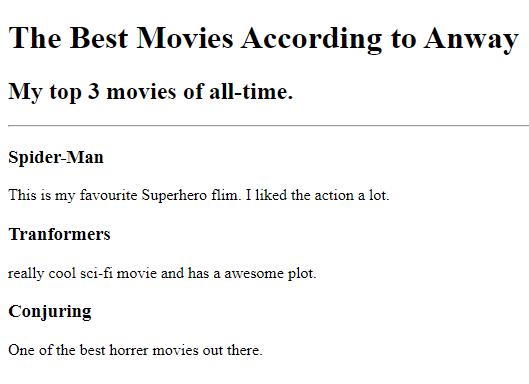 The Best Movies According to Anway
My top 3 movies of all-time.
Spider-Man
This is my favourite Superhero flim. I liked the action a lot.
Tranformers
really cool sci-fi movie and has a awesome plot.
Conjuring
One of the best horrer movies out there.